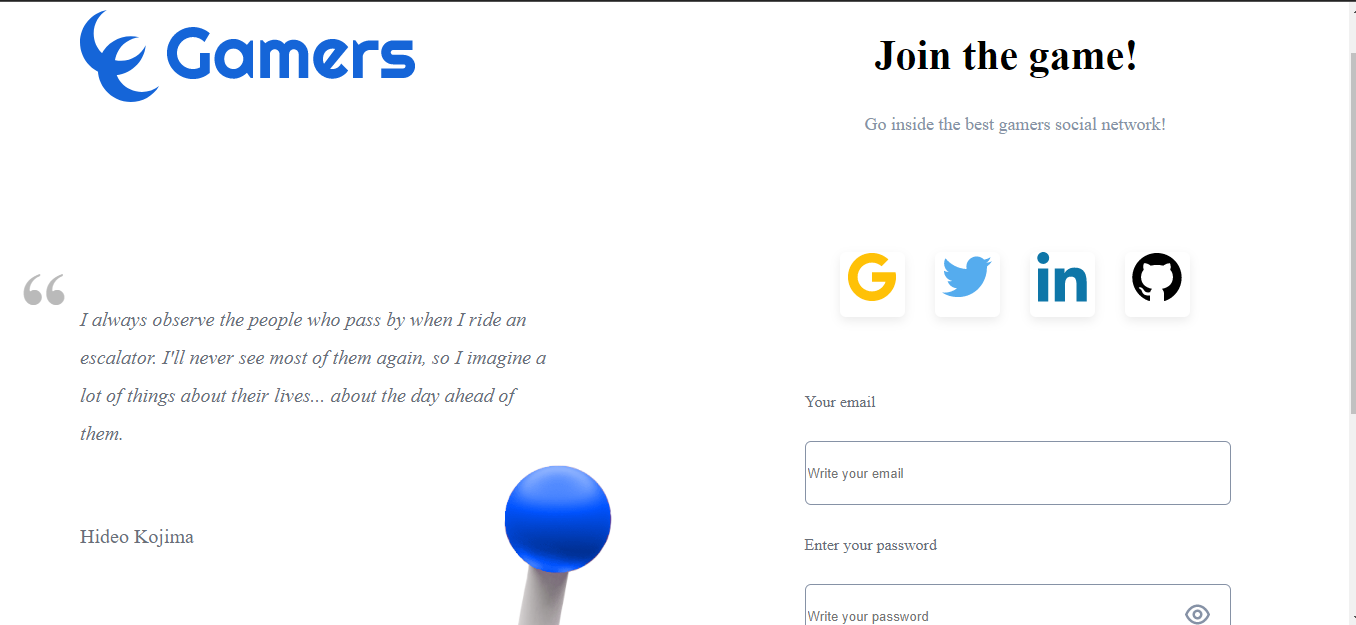 Gamers
Join the game!
Go inside the best gamers social network!
“
I always observe the people who pass by when I ride an
escalator. I'll never see most of them again, so I imagine a
lot of things about their lives... about the day ahead of
them.
Hideo Kojima
G
in
Your email
Write your email
Enter your password
Write your password